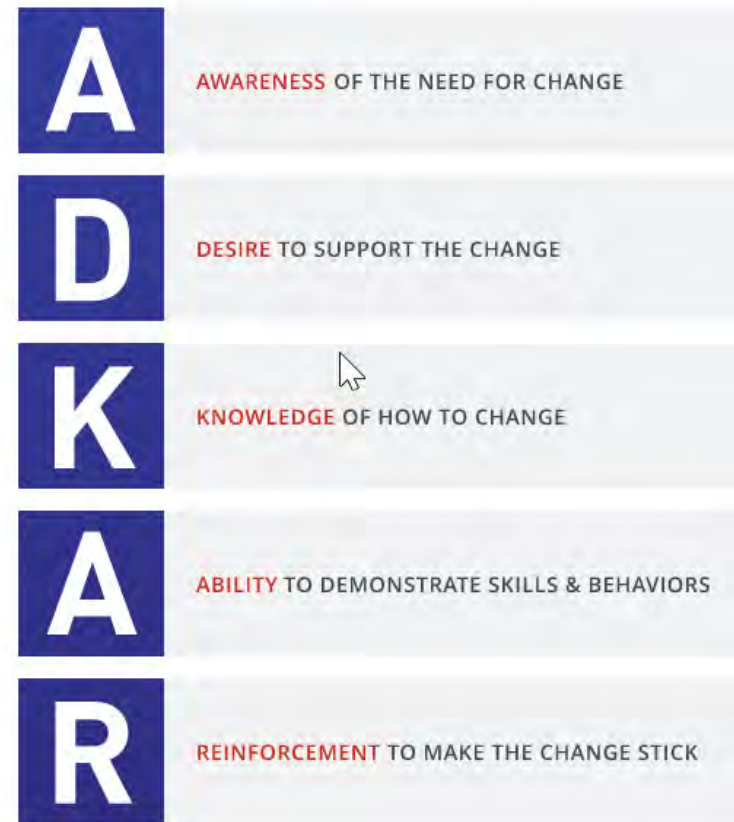 A
AWARENESS OF THE NEED FOR CHANGE
D
DESIRE TO SUPPORT THE CHANGE
K
KNOWLEDGE OF HOW TO CHANGE
A
ABILITY TO DEMONSTRATE SKILLS & BEHAVIORS
R
REINFORCEMENT TO MAKE THE CHANGE STICK